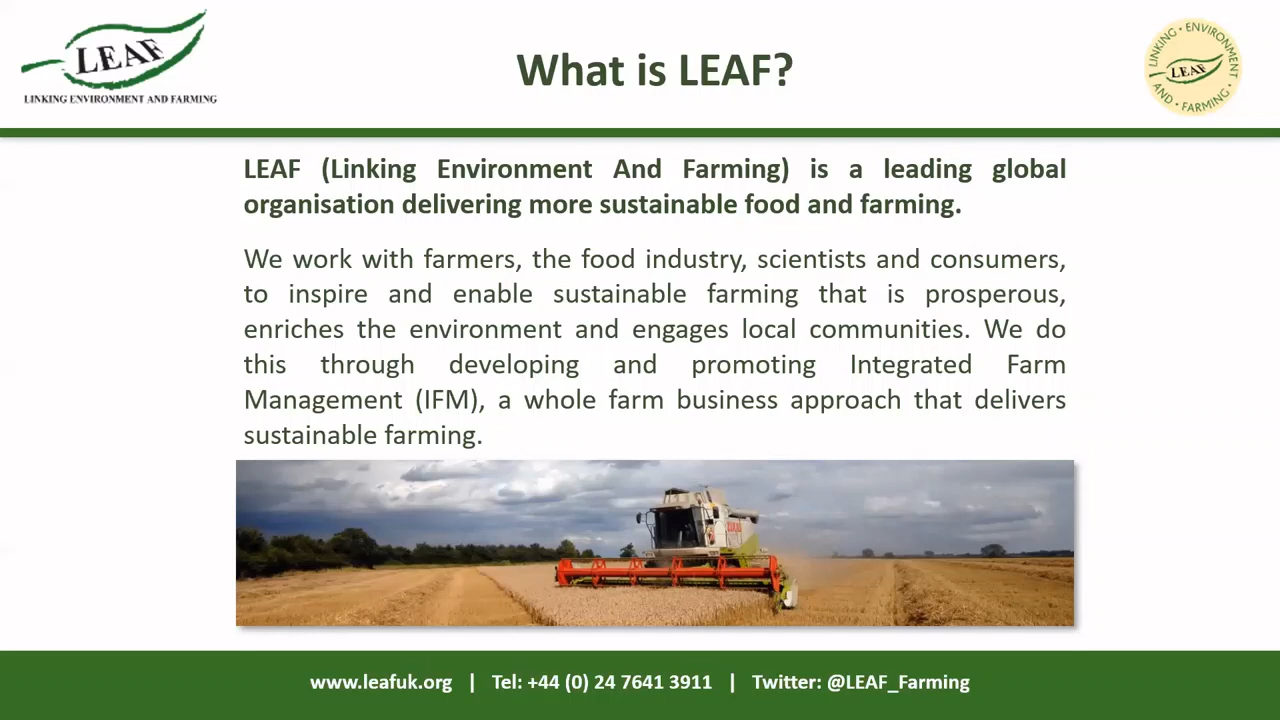 LEAF
LINKING ENVIRONMENT AND FARMING
What is LEAF?
LINKING • ENVIRONMENT
LEAF
AND • FARMING
LEAF (Linking Environment And Farming) is a leading global
organisation delivering more sustainable food and farming.
We work with farmers, the food industry, scientists and consumers,
to inspire and enable sustainable farming that is prosperous,
enriches the environment and engages local communities. We do
this through developing and promoting Integrated Farm
Management (IFM), a whole farm business approach that delivers
sustainable farming.
CLAAS
www.leafuk.org | Tel: +44 (0) 24 7641 3911 | Twitter: @LEAF_Farming